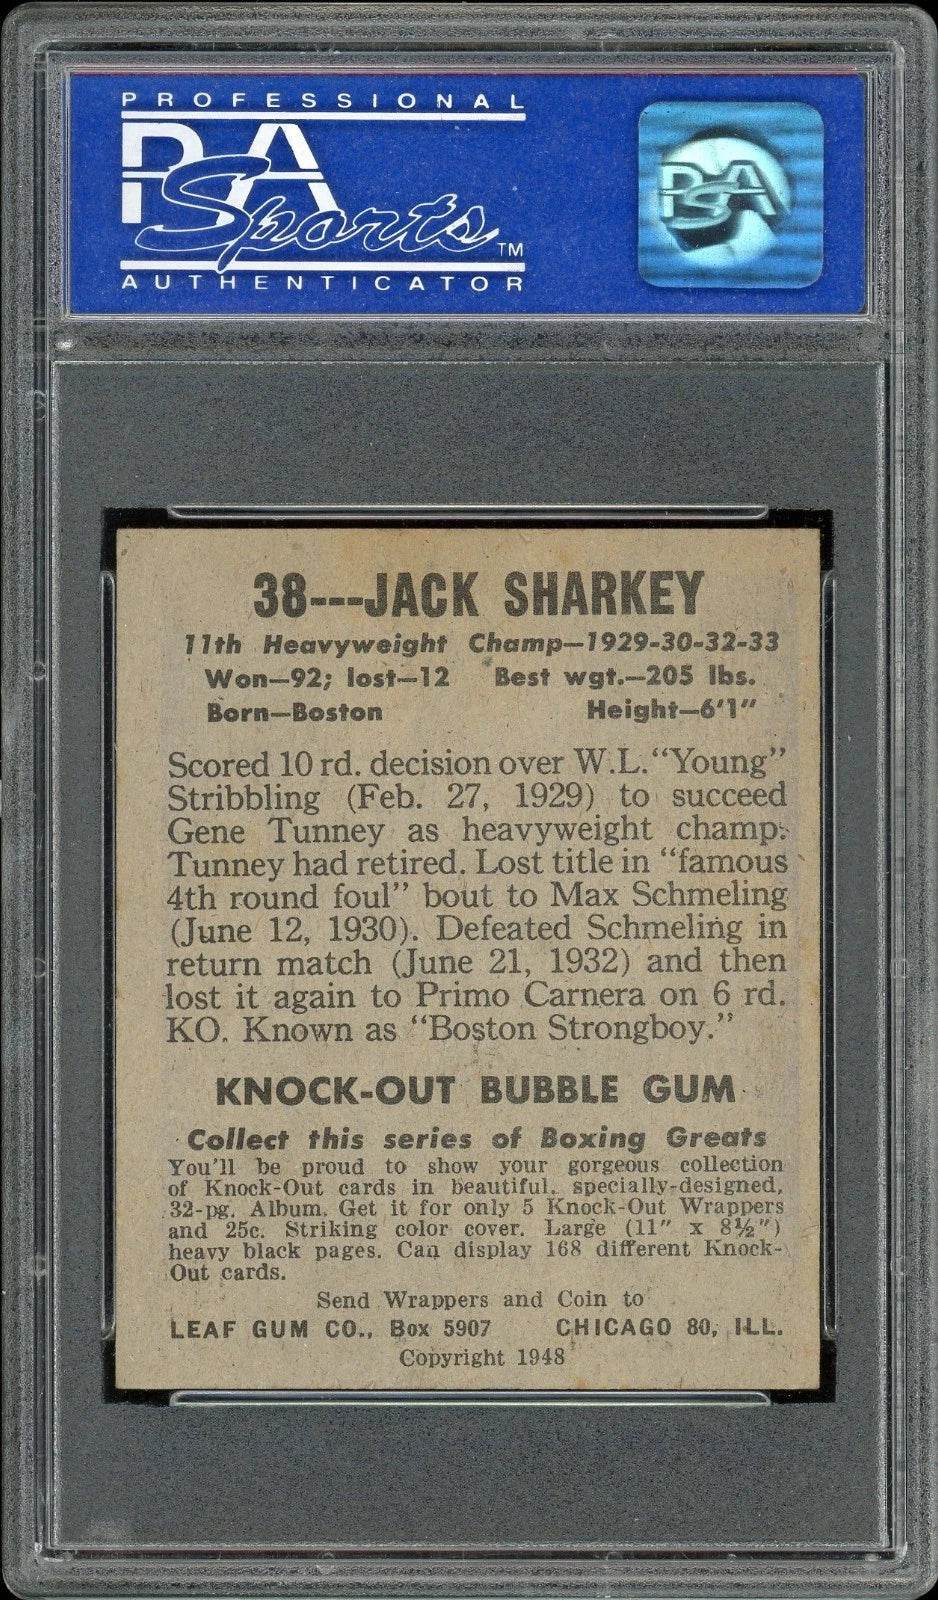 PROFESSIONAL
PSA
Sports™
AUTHENTICATOR
PSA
38---JACK SHARKEY
11th Heavyweight Champ—1929-30-32-33
Won—92; lost—12 Best wgt.—205 lbs.
Born—Boston Height—6'1"
Scored 10 rd. decision over W.L. "Young"
Stribbling (Feb. 27, 1929) to succeed
Gene Tunney as heavyweight champ.
Tunney had retired. Lost title in "famous
4th round foul" bout to Max Schmeling
(June 12, 1930). Defeated Schmeling in
return match (June 21, 1932) and then
lost it again to Primo Carnera on 6 rd.
KO. Known as "Boston Strongboy."
KNOCK-OUT BUBBLE GUM
Collect this series of Boxing Greats
You'll be proud to show your gorgeous collection
of Knock-Out cards in beautiful, specially-designed,
32-pg. Album. Get it for only 5 Knock-Out Wrappers
and 25c. Striking color cover. Large (11" x 8½")
heavy black pages. Can display 168 different Knock-
Out cards.
Send Wrappers and Coin to
LEAF GUM CO., Box 5907 CHICAGO 80, ILL.
Copyright 1948